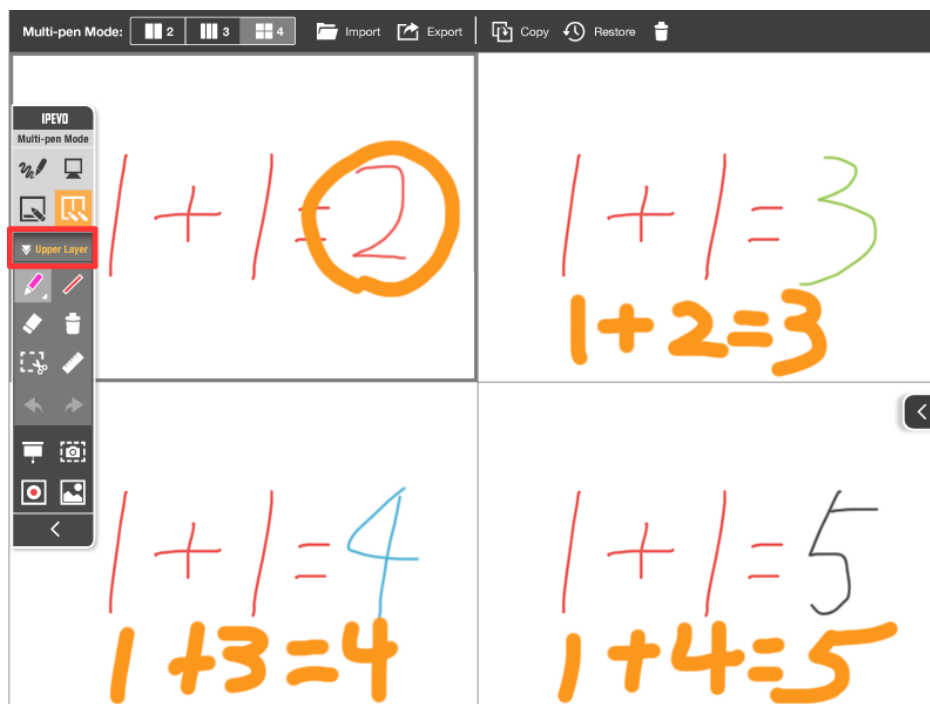 Multi-pen Mode: 2 3 4 Import Export Copy Restore
IPEVO
Multi-pen Mode
Upper Layer
1+1=2
1+1=3
1+2=3
1+1=4
1+3=4
1+1=5
1+4=5